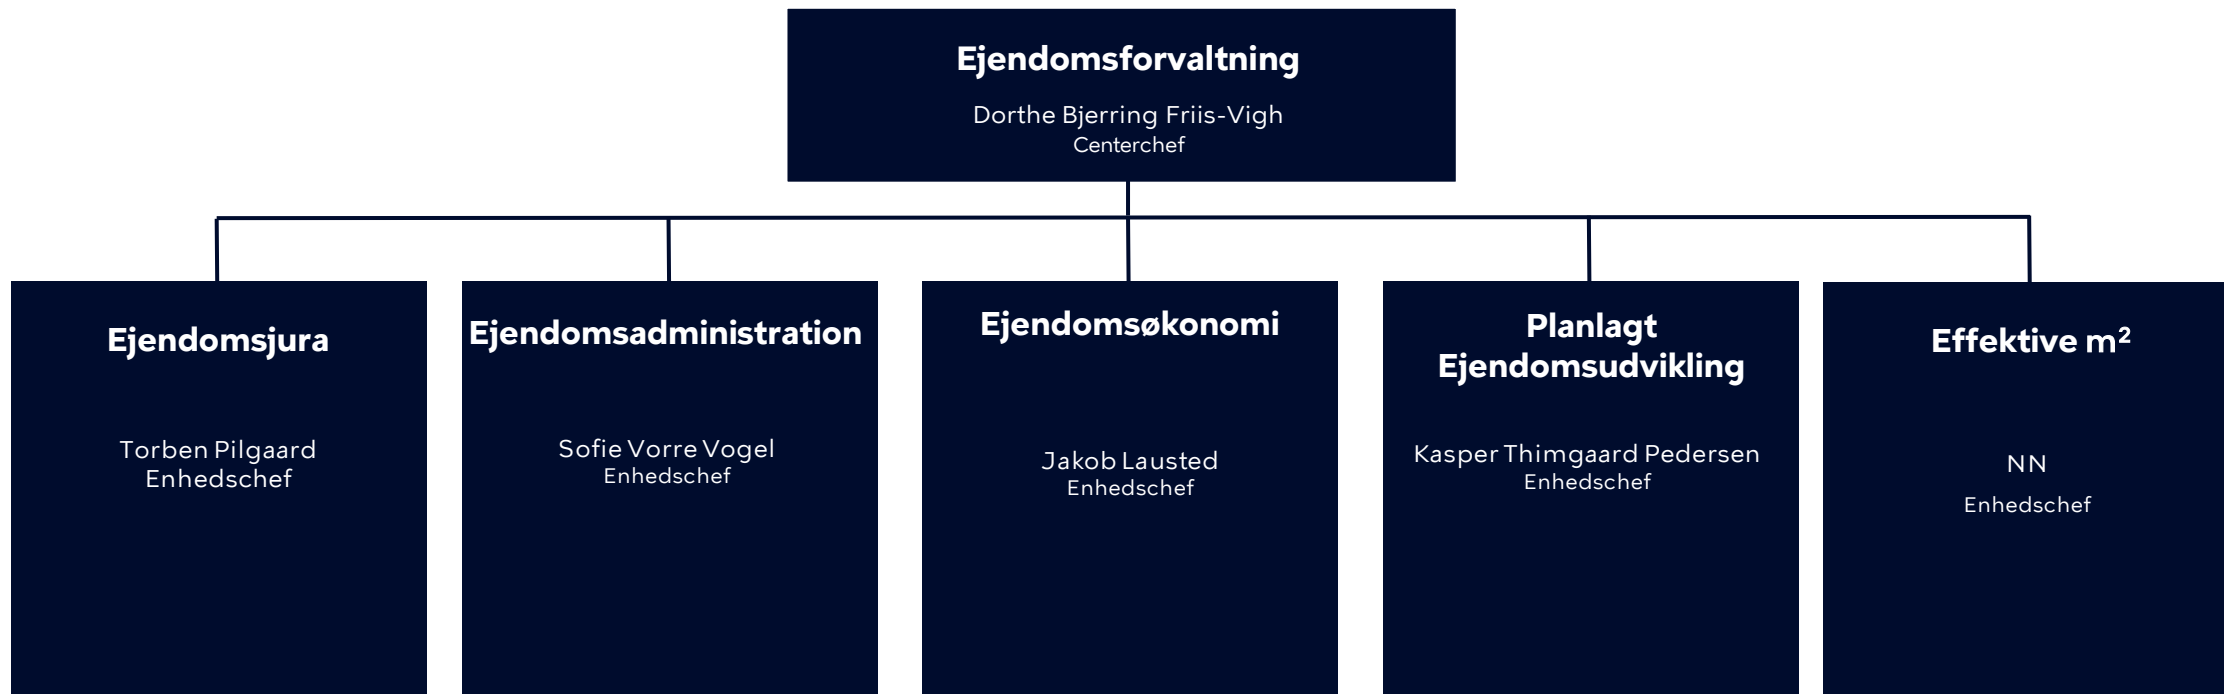 Ejendomsforvaltning
Dorthe Bjerring Friis-Vigh
Centerchef
Ejendomsjura
Torben Pilgaard
Enhedschef
Ejendomsadministration
Sofie Vorre Vogel
Enhedschef
Ejendomsøkonomi
Jakob Lausted
Enhedschef
Planlagt
Ejendomsudvikling
Kasper Thimgaard Pedersen
Enhedschef
Effektive m²
NN
Enhedschef